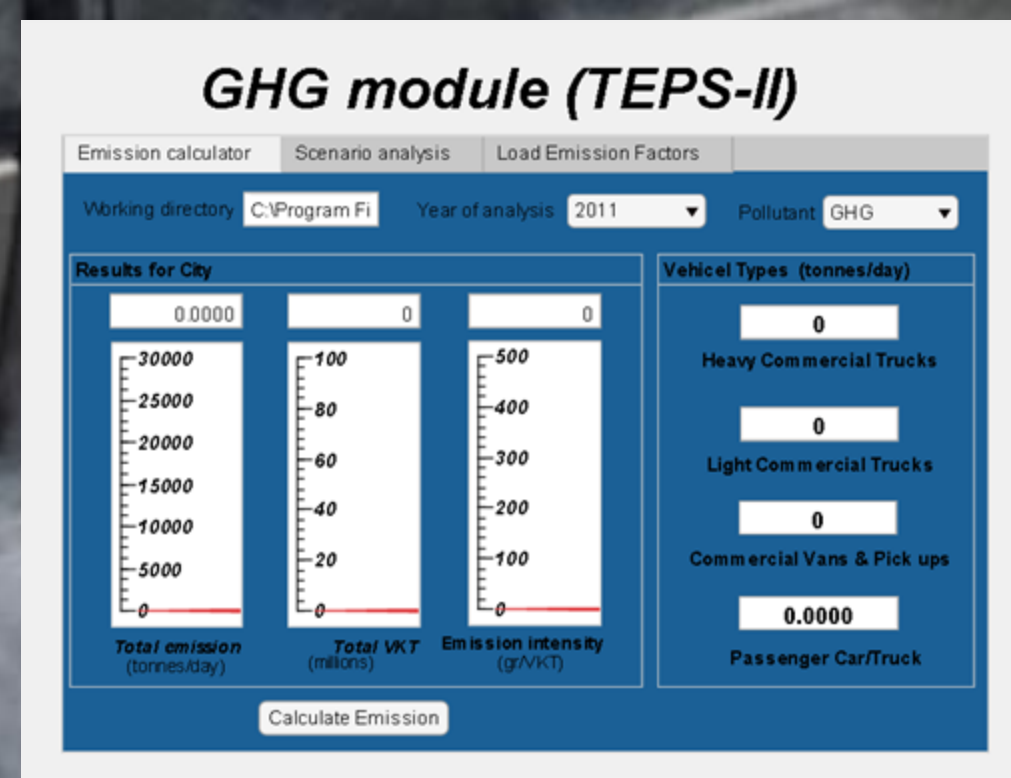 GHG module (TEPS-II)
Emission calculator Scenario analysis Load Emission Factors
Working directory C:\Program Fi Year of analysis 2011 Pollutant GHG
Results for City
0.0000 0 0
30000
25000
20000
15000
10000
5000
0
Total emission
(tonnes/day)
100
80
60
40
20
0
Total VKT
(millions)
500
400
300
200
100
0
Emission intensity
(gr/VKT)
Vehicel Types (tonnes/day)
0
Heavy Commercial Trucks
0
Light Commercial Trucks
0
Commercial Vans & Pick ups
0.0000
Passenger Car/Truck
Calculate Emission